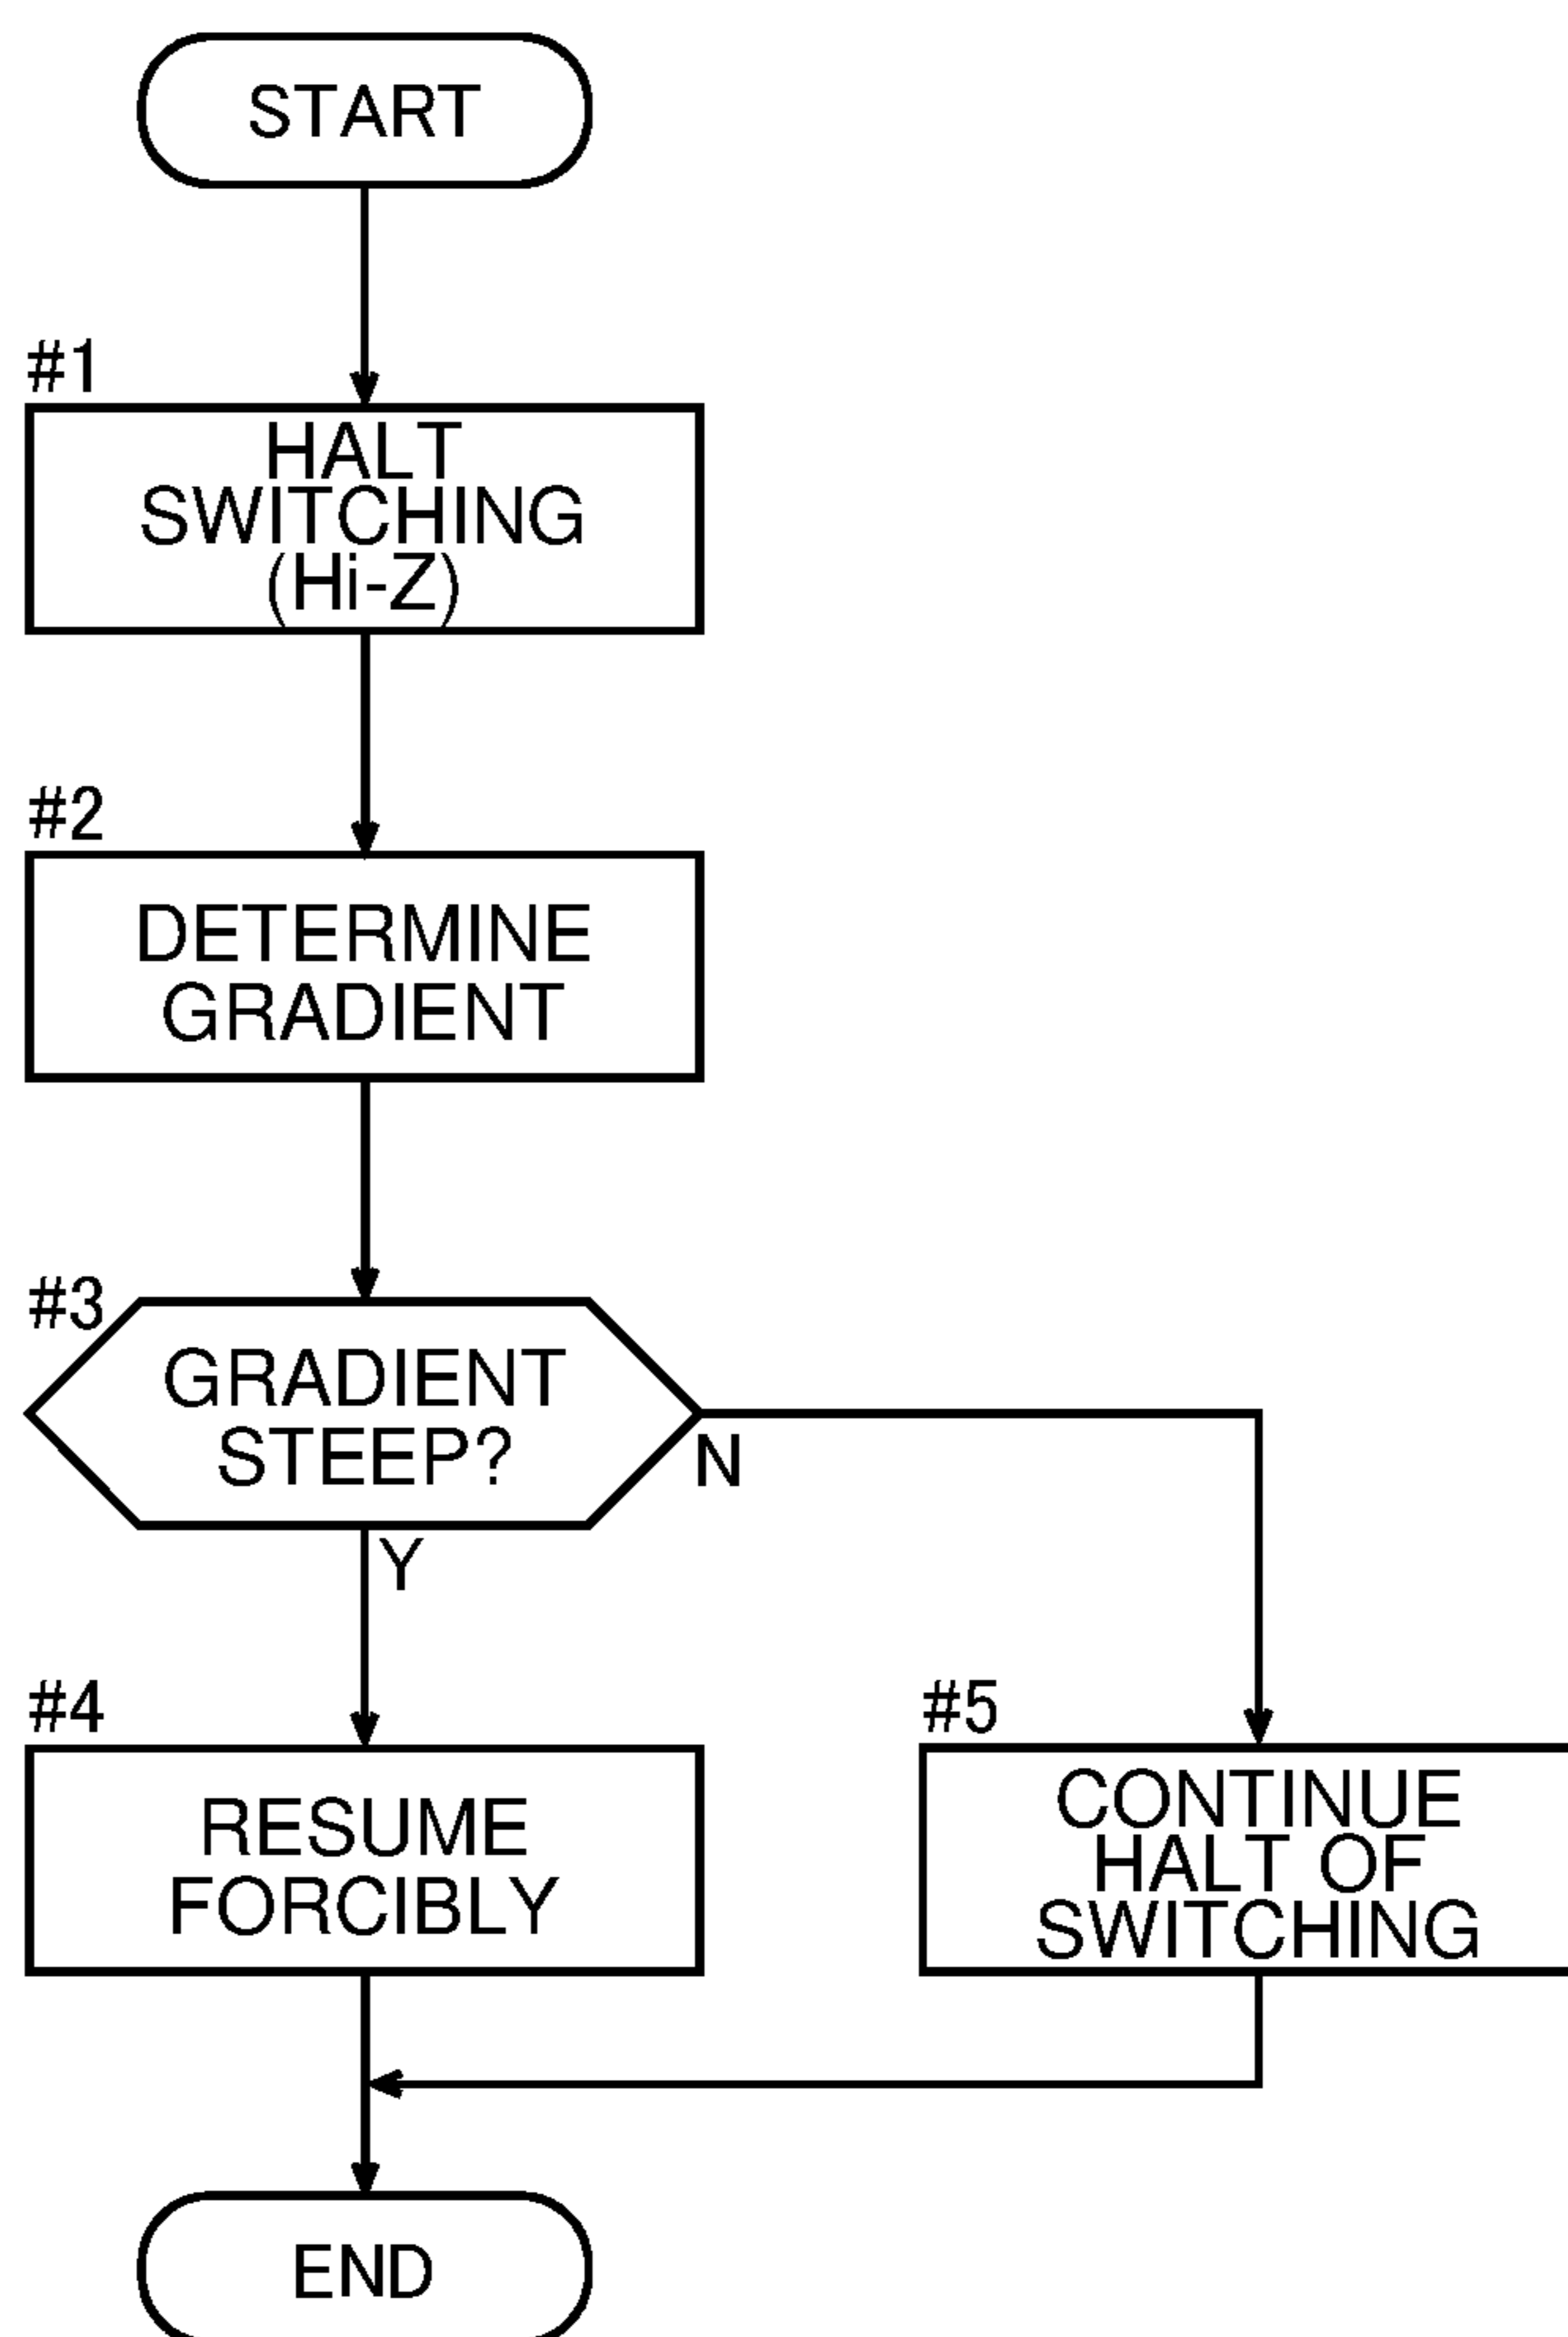 START
#1
HALT
SWITCHING
(Hi-Z)
#2
DETERMINE
GRADIENT
#3
GRADIENT
STEEP?
N
Y
#4
RESUME
FORCIBLY
#5
CONTINUE
HALT OF
SWITCHING
END